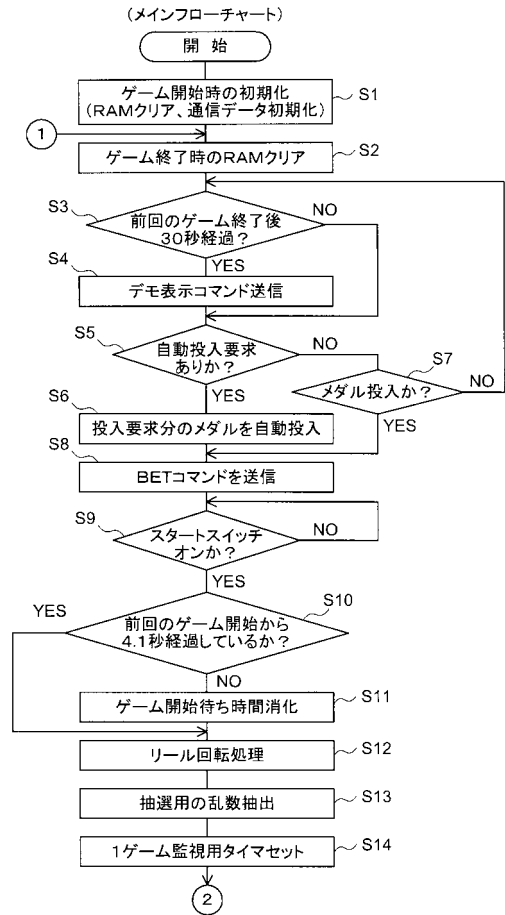 (メインフローチャート)
開 始
ゲーム開始時の初期化
(RAMクリア、通信データ初期化)
S1
1
ゲーム終了時のRAMクリア
S2
S3
前回のゲーム終了後
30秒経過?
NO
YES
S4
デモ表示コマンド送信
S5
自動投入要求
ありか?
NO
YES
S7
メダル投入か?
NO
YES
S6
投入要求分のメダルを自動投入
S8
BETコマンドを送信
S9
スタートスイッチ
オンか?
NO
YES
S10
前回のゲーム開始から
4.1秒経過しているか?
YES
NO
ゲーム開始待ち時間消化
S11
リール回転処理
S12
抽選用の乱数抽出
S13
1ゲーム監視用タイマセット
S14
2